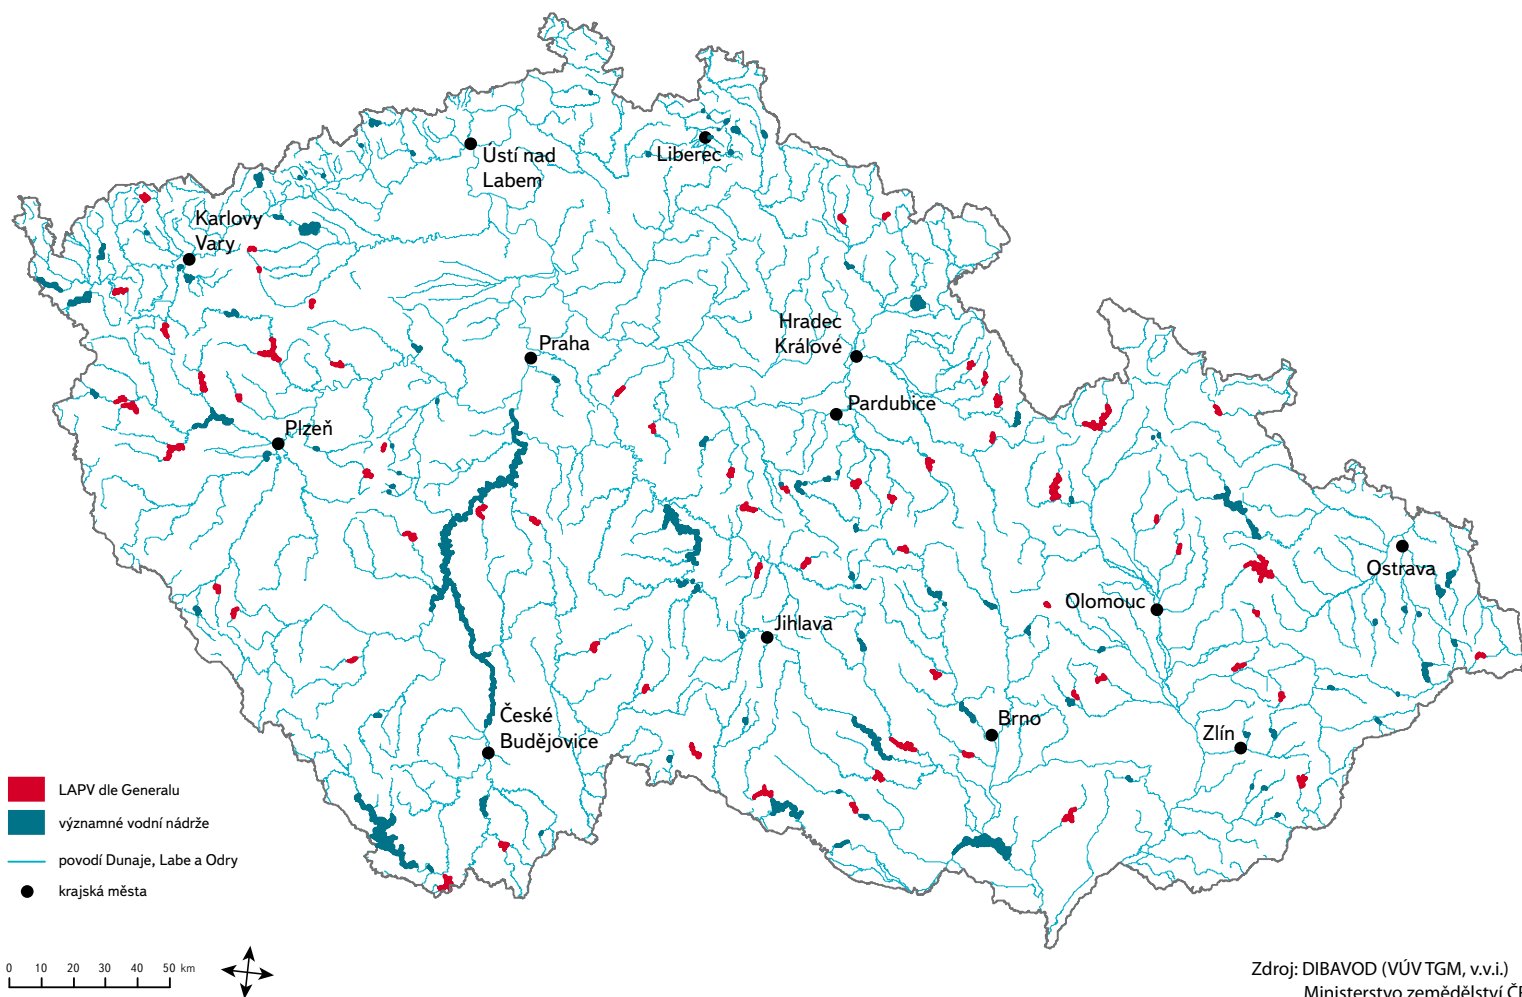 Ústí nad
Labem
Liberec
Karlovy
Vary
Praha
Hradec
Králové
Pardubice
Plzeň
Ostrava
Olomouc
Jihlava
České
Budějovice
Brno
Zlín
LAPV dle Generalu
významné vodní nádrže
povodí Dunaje, Labe a Odry
krajská města
0 10 20 30 40 50 km
Zdroj: DIBAVOD (VÚV TGM, v.v.i.)
Ministerstvo zemědělství Č